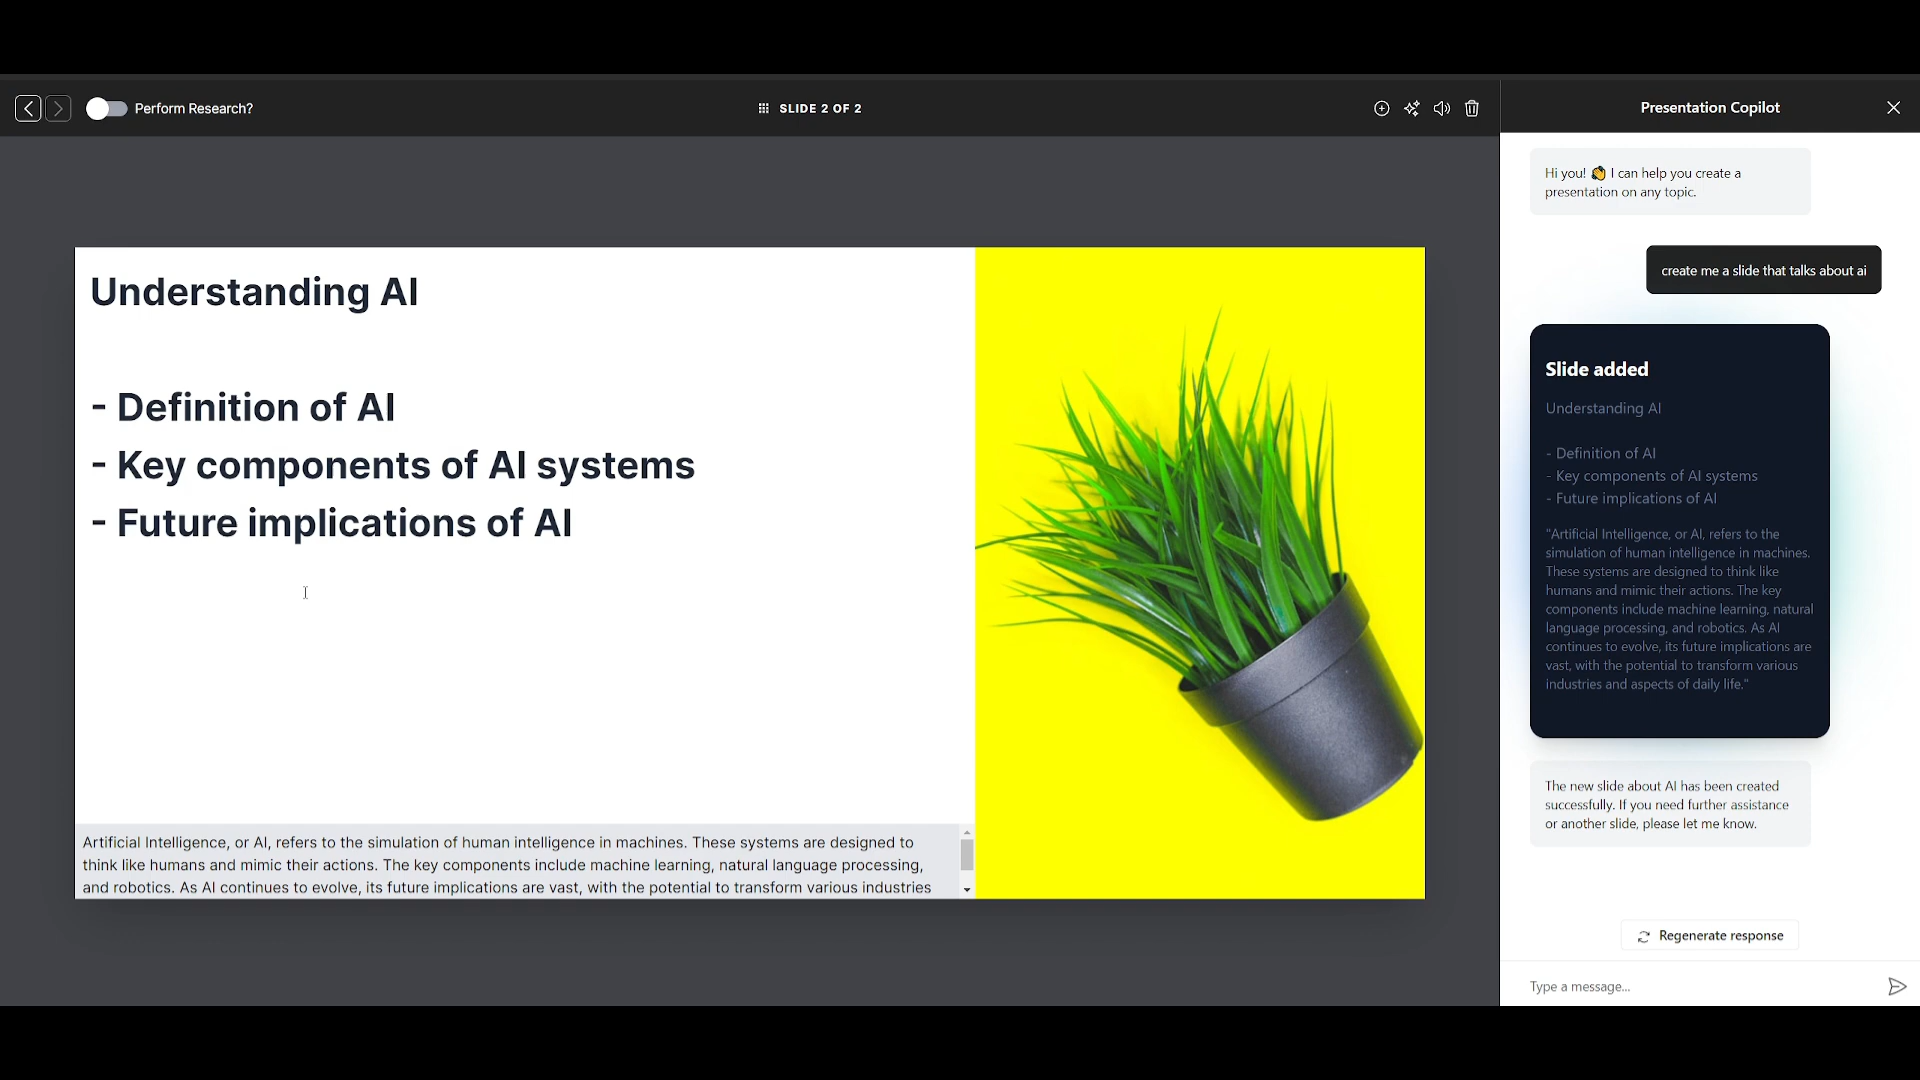 Perform Research?
SLIDE 2 OF 2
Understanding AI
- Definition of AI
- Key components of AI systems
- Future implications of AI
Artificial Intelligence, or AI, refers to the simulation of human intelligence in machines. These systems are designed to
think like humans and mimic their actions. The key components include machine learning, natural language processing,
and robotics. As AI continues to evolve, its future implications are vast, with the potential to transform various industries
Presentation Copilot
Hi you! 👋 I can help you create a
presentation on any topic.
create me a slide that talks about ai
Slide added
Understanding AI
- Definition of AI
- Key components of AI systems
- Future implications of AI
"Artificial Intelligence, or AI, refers to the
simulation of human intelligence in machines.
These systems are designed to think like
humans and mimic their actions. The key
components include machine learning, natural
language processing, and robotics. As AI
continues to evolve, its future implications are
vast, with the potential to transform various
industries and aspects of daily life."
The new slide about AI has been created
successfully. If you need further assistance
or another slide, please let me know.
Regenerate response
Type a message...